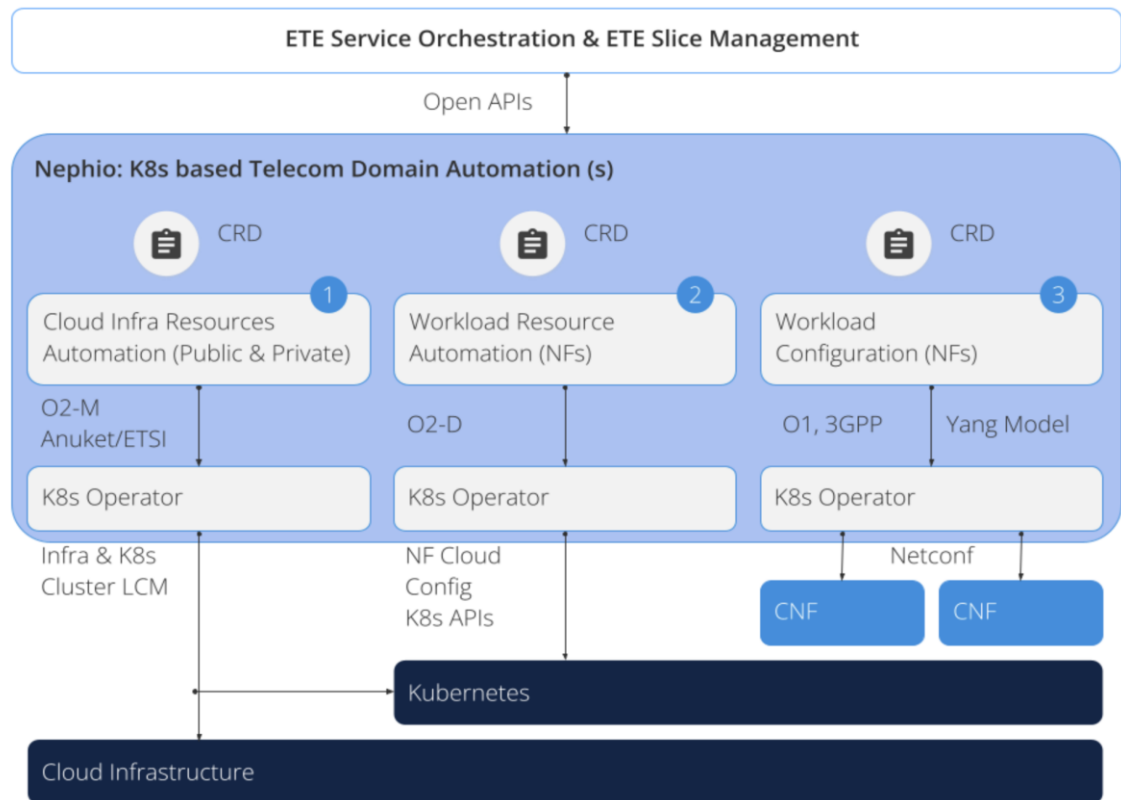 ETE Service Orchestration & ETE Slice Management
Open APIs
Nephio: K8s based Telecom Domain Automation (s)
CRD
CRD
CRD
1
2
3
Cloud Infra Resources
Automation (Public & Private)
Workload Resource
Automation (NFs)
Workload
Configuration (NFs)
O2-M
Anuket/ETSI
O2-D
O1, 3GPP
Yang Model
K8s Operator
K8s Operator
K8s Operator
Infra & K8s
Cluster LCM
NF Cloud
Config
K8s APIs
Netconf
CNF
CNF
Kubernetes
Cloud Infrastructure